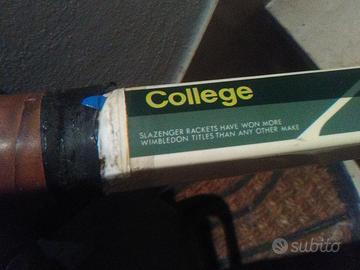 College
SLAZENGER RACKETS HAVE WON MORE
WIMBLEDON TITLES THAN ANY OTHER MAKE
subito